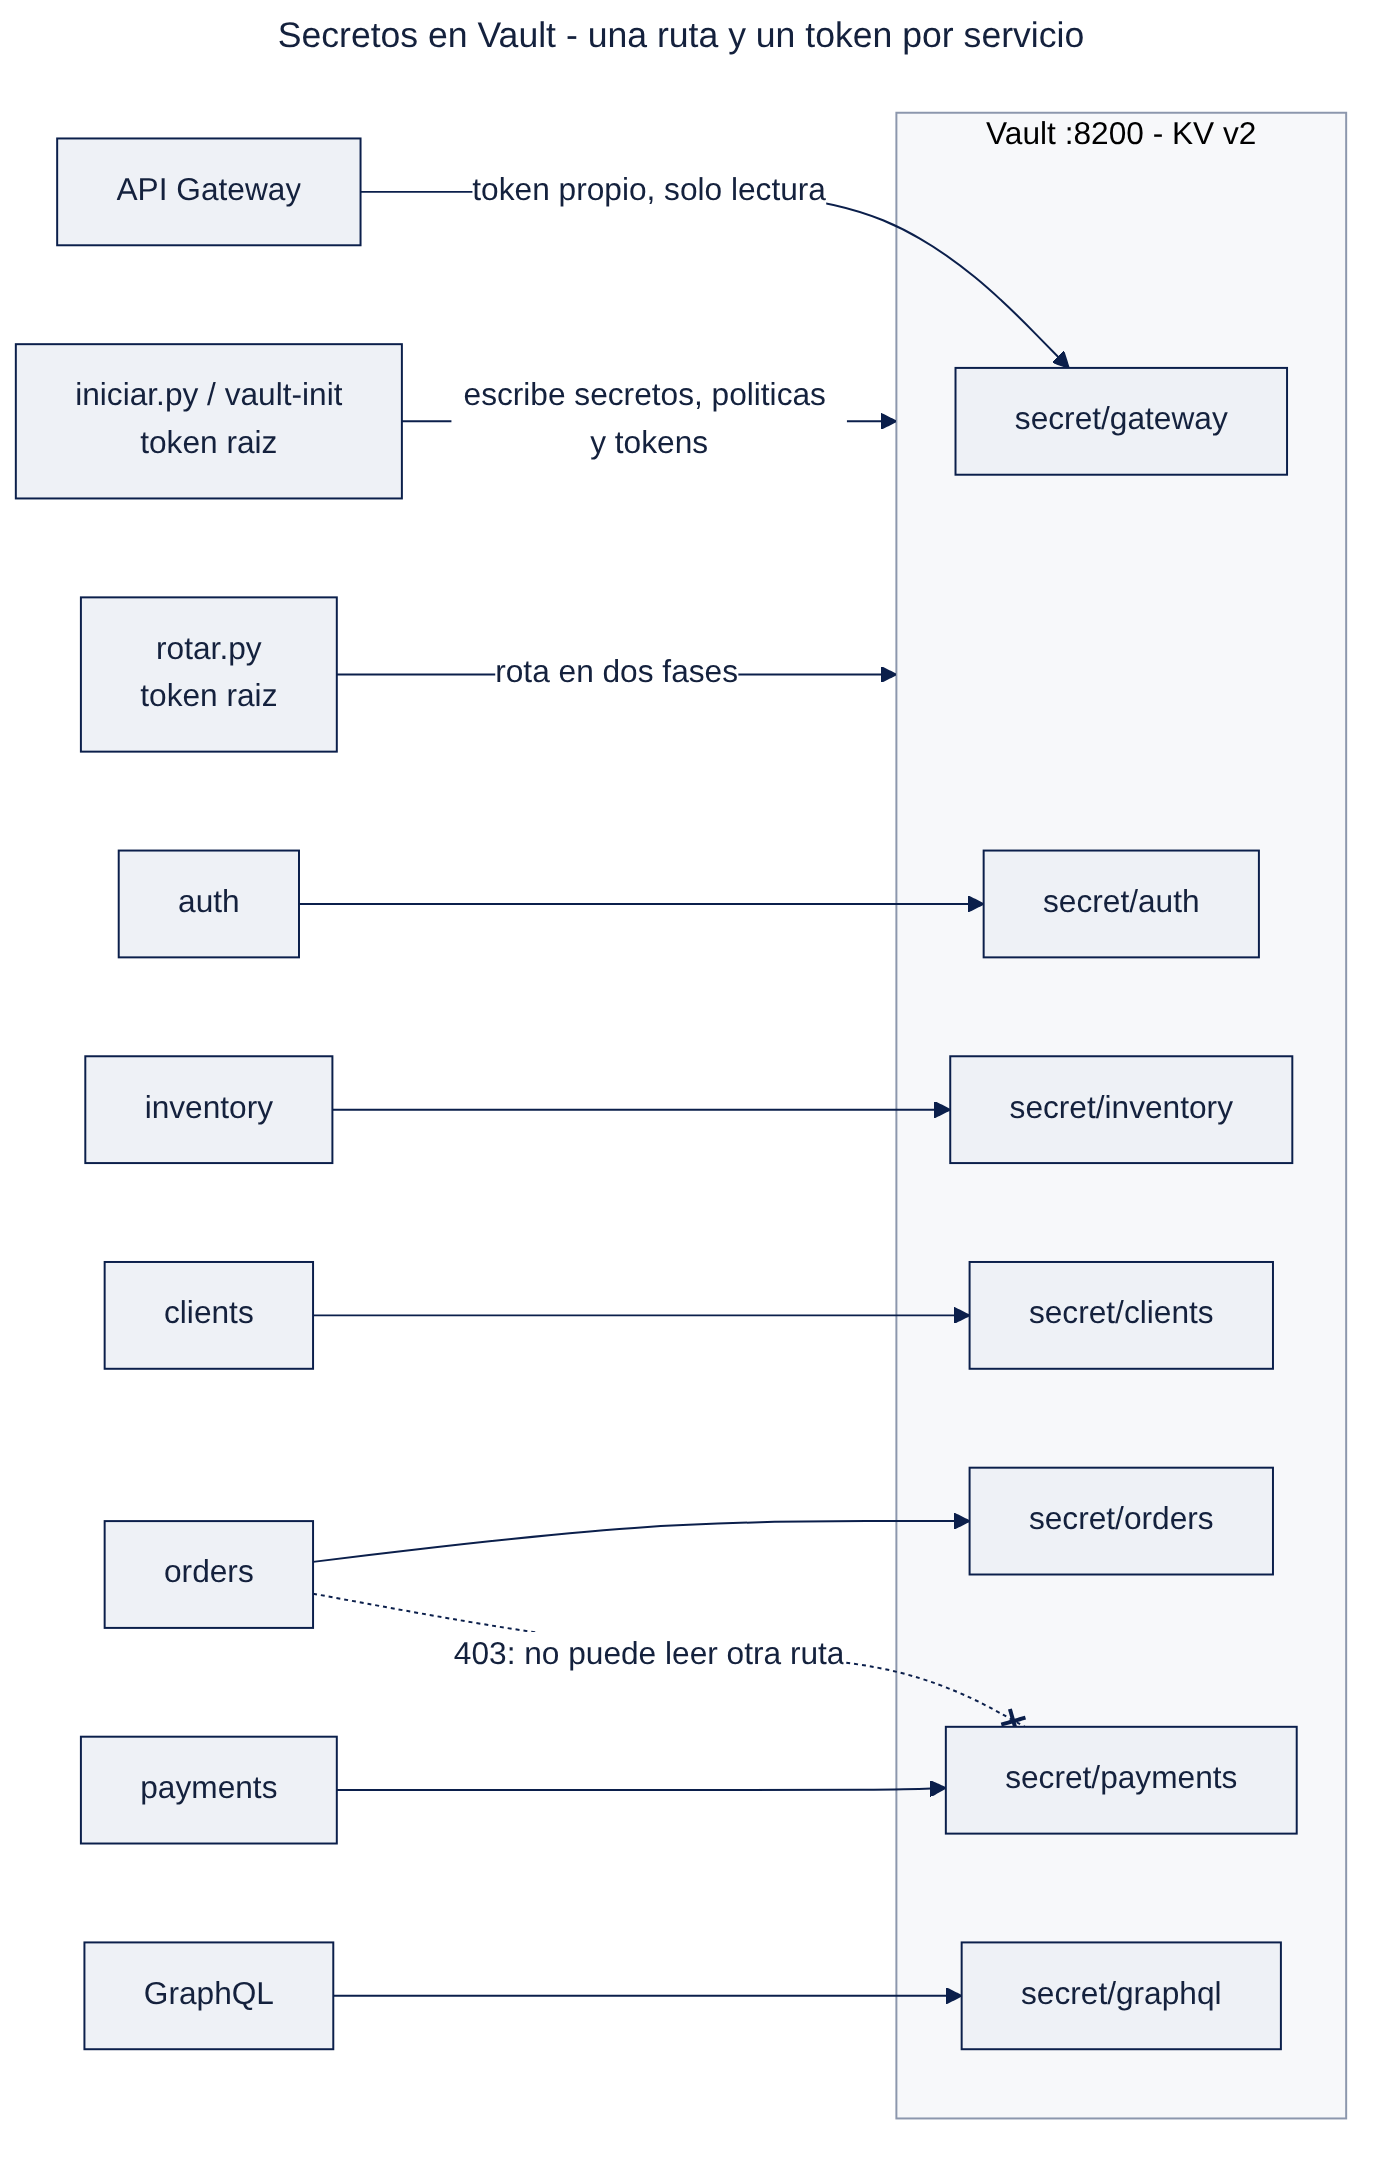 Secretos en Vault - una ruta y un token por servicio
Vault :8200 - KV v2
API Gateway
token propio, solo lectura
secret/gateway
iniciar.py / vault-init
token raiz
escribe secretos, politicas
y tokens
rotar.py
token raiz
rota en dos fases
auth
secret/auth
inventory
secret/inventory
clients
secret/clients
orders
secret/orders
403: no puede leer otra ruta
payments
secret/payments
GraphQL
secret/graphql